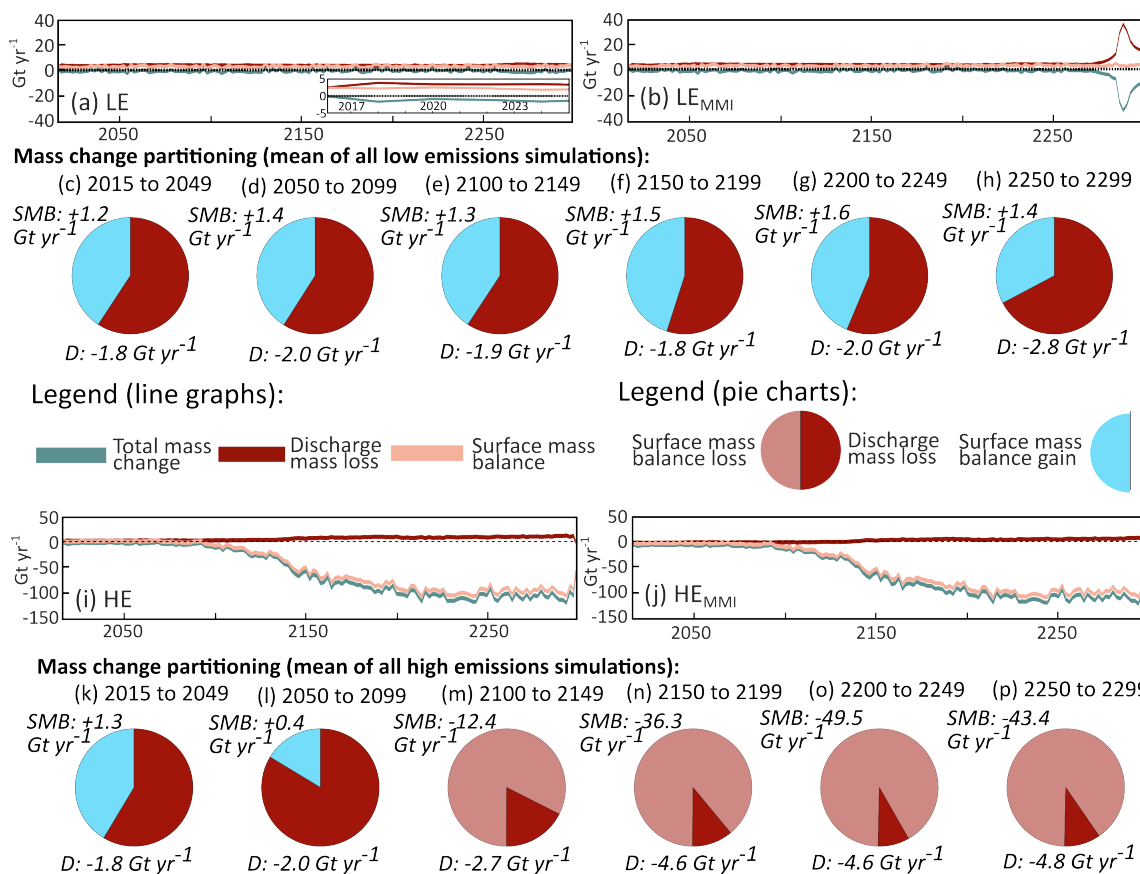 40
20
0
-20
-40
Gt yr-1
(a) LE
5
0
-5
2017
2020
2023
2050
2150
2250
40
20
0
-20
-40
(b) LEMMI
2050
2150
2250
Mass change partitioning (mean of all low emissions simulations):
(c) 2015 to 2049
(d) 2050 to 2099
(e) 2100 to 2149
(f) 2150 to 2199
(g) 2200 to 2249
(h) 2250 to 2299
SMB: +1.2
Gt yr-1
SMB: +1.4
Gt yr-1
SMB: +1.3
Gt yr-1
SMB: +1.5
Gt yr-1
SMB: +1.6
Gt yr-1
SMB: +1.4
Gt yr-1
D: -1.8 Gt yr-1
D: -2.0 Gt yr-1
D: -1.9 Gt yr-1
D: -1.8 Gt yr-1
D: -2.0 Gt yr-1
D: -2.8 Gt yr-1
Legend (line graphs):
Total mass
change
Discharge
mass loss
Surface mass
balance
Legend (pie charts):
Surface mass
balance loss
Discharge
mass loss
Surface mass
balance gain
50
0
-50
-100
-150
Gt yr-1
(i) HE
2050
2150
2250
50
0
-50
-100
-150
Gt yr-1
(j) HEMMI
2050
2150
2250
Mass change partitioning (mean of all high emissions simulations):
(k) 2015 to 2049
(l) 2050 to 2099
(m) 2100 to 2149
(n) 2150 to 2199
(o) 2200 to 2249
(p) 2250 to 2299
SMB: +1.3
Gt yr-1
SMB: +0.4
Gt yr-1
SMB: -12.4
Gt yr-1
SMB: -36.3
Gt yr-1
SMB: -49.5
Gt yr-1
SMB: -43.4
Gt yr-1
D: -1.8 Gt yr-1
D: -2.0 Gt yr-1
D: -2.7 Gt yr-1
D: -4.6 Gt yr-1
D: -4.6 Gt yr-1
D: -4.8 Gt yr-1